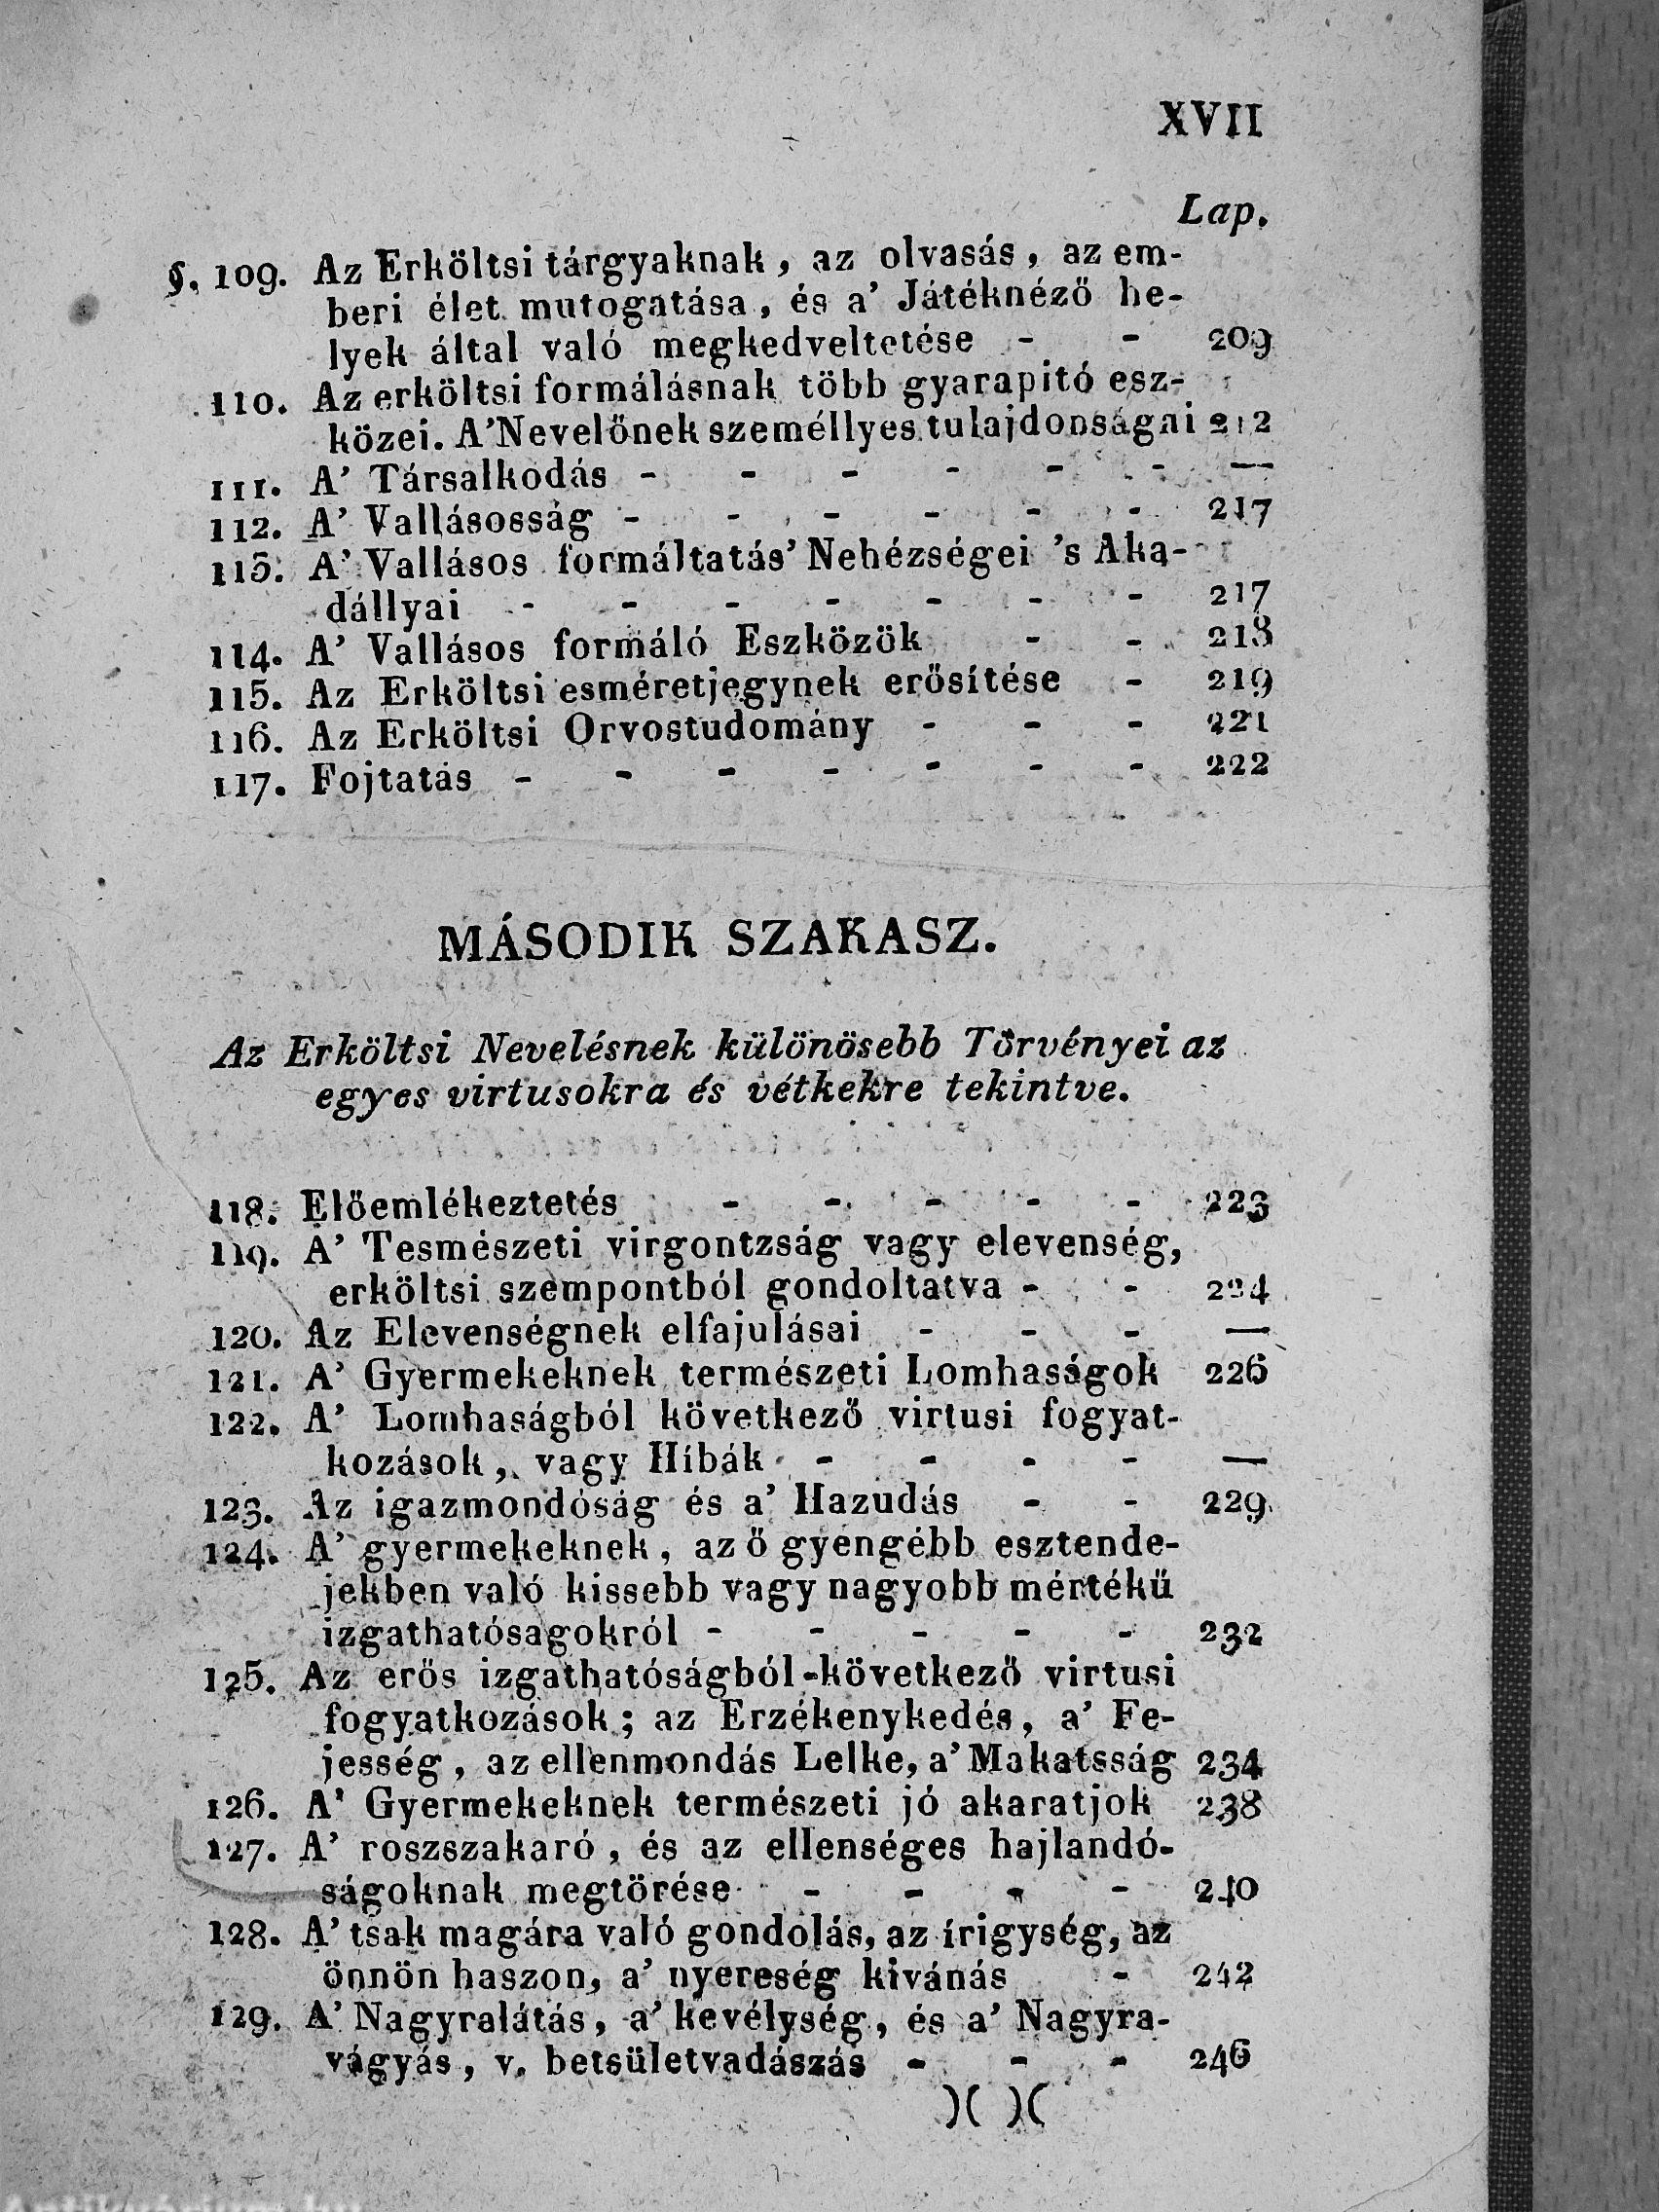 XVII
Lap.
§. 109. Az Erköltsi tárgyaknak, az olvasás, az em-
beri élet mutogatása, és a' Játéknéző he-
lyek által való megkedveltetése - - 209
110. Az erköltsi formálásnak több gyarapitó esz-
közei. A' Nevelőnek személlyes tulajdonságai 212
111. A' Társalkodás - - - - - - —
112. A' Vallásosság - - - - - - 217
113. A' Vallásos formáltatás' Nehézségei 's Aka-
dállyai - - - - - - - 217
114. A' Vallásos formáló Eszközök - - 218
115. Az Erköltsi esméretjegynek erősítése - 219
116. Az Erköltsi Orvostudomány - - - 221
117. Fojtatás - - - - - - - 222
MÁSODIK SZAKASZ.
Az Erköltsi Nevelésnek különösebb Törvényei az
egyes virtusokra és vétkekre tekintve.
118. Előemlékeztetés - - - - - 223
119. A' Tesmészeti virgontzság vagy elevenség,
erköltsi szempontból gondoltatva - - 224
120. Az Elevenségnek elfajulásai - - - —
121. A' Gyermekeknek természeti Lomhaságok 226
122. A' Lomhaságból következő virtusi fogyat-
kozások, vagy Hibák - - - - —
123. Az igazmondóság és a' Hazudás - - 229
124. A' gyermekeknek, az ő gyengébb esztende-
jekben való kissebb vagy nagyobb mértékű
izgathatóságokról - - - - - 232
125. Az erős izgathatóságból-következő virtusi
fogyatkozások; az Erzékenykedés, a' Fe-
jesség, az ellenmondás Lelke, a' Makatsság 234
126. A' Gyermekeknek természeti jó akaratjok 238
127. A' roszszakaró, és az ellenséges hajlandó-
ságoknak megtörése - - - - 240
128. A' tsak magára való gondolás, az írigység, az
önnön haszon, a' nyereség kivánás - 242
129. A' Nagyralátás, a' kevélység, és a' Nagyra-
vágyás, v. betsületvadászás - - - 246
)( )(